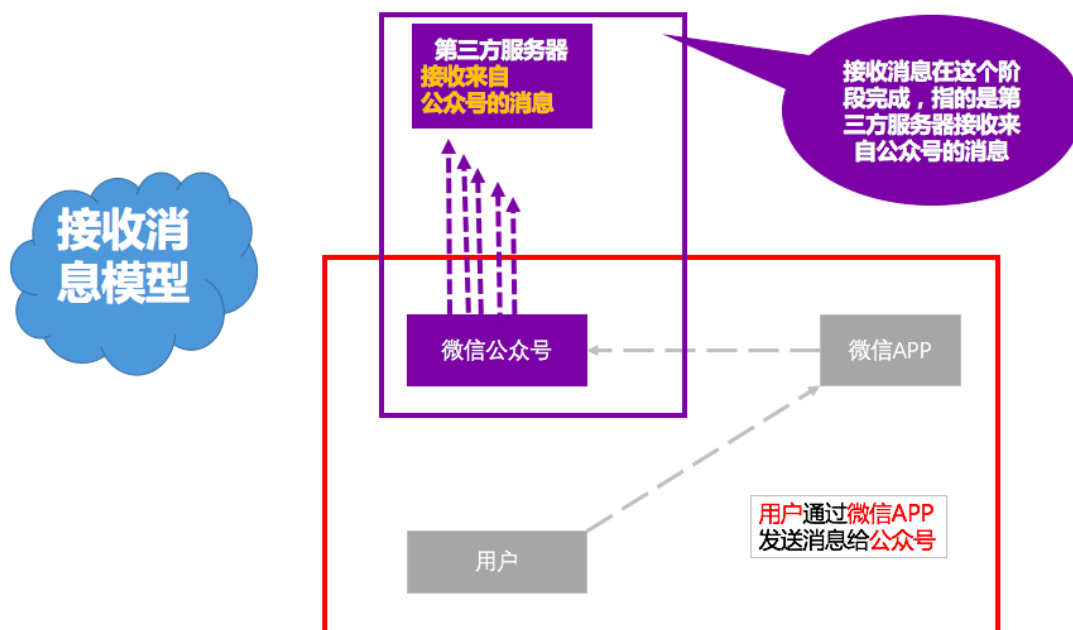 第三方服务器
接收来自
公众号的消息
接收消息在这个阶
段完成，指的是第
三方服务器接收来
自公众号的消息
接收消
息模型
微信公众号
微信APP
用户通过微信APP
发送消息给公众号
用户